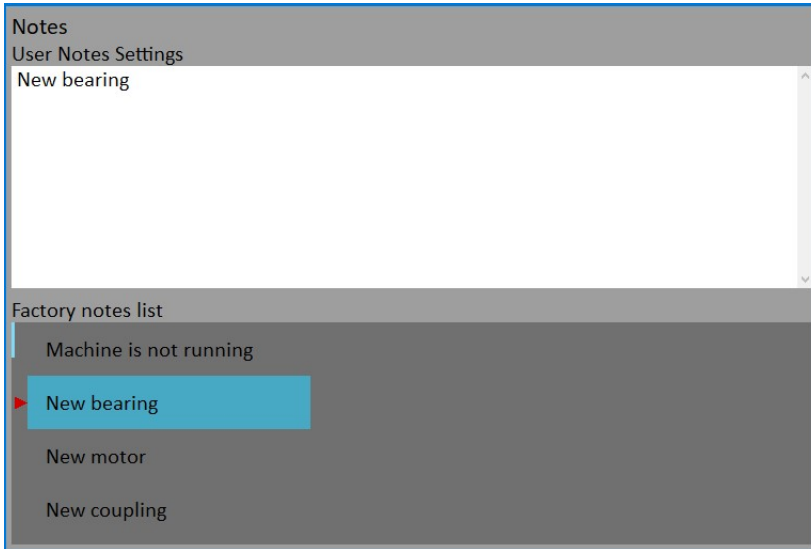 Notes
User Notes Settings
New bearing
Factory notes list
Machine is not running
New bearing
New motor
New coupling